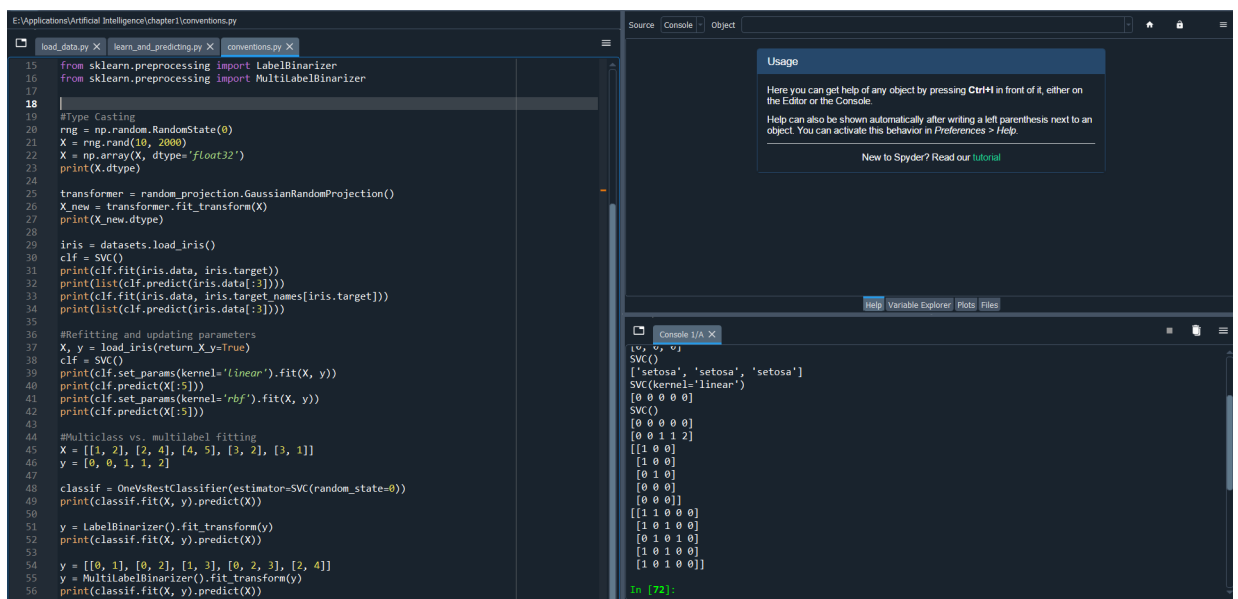 E:\Applications\Artificial Intelligence\chapter1\conventions.py
load_data.py X learn_and_predicting.py X conventions.py X
15 from sklearn.preprocessing import LabelBinarizer
16 from sklearn.preprocessing import MultiLabelBinarizer
17
18
19 #Type Casting
20 rng = np.random.RandomState(0)
21 X = rng.rand(10, 2000)
22 X = np.array(X, dtype='float32')
23 print(X.dtype)
24
25 transformer = random_projection.GaussianRandomProjection()
26 X_new = transformer.fit_transform(X)
27 print(X_new.dtype)
28
29 iris = datasets.load_iris()
30 clf = SVC()
31 print(clf.fit(iris.data, iris.target))
32 print(list(clf.predict(iris.data[:3])))
33 print(clf.fit(iris.data, iris.target_names[iris.target]))
34 print(list(clf.predict(iris.data[:3])))
35
36 #Refitting and updating parameters
37 X, y = load_iris(return_X_y=True)
38 clf = SVC()
39 print(clf.set_params(kernel='linear').fit(X, y))
40 print(clf.predict(X[:5]))
41 print(clf.set_params(kernel='rbf').fit(X, y))
42 print(clf.predict(X[:5]))
43
44 #Multiclass vs. multilabel fitting
45 X = [[1, 2], [2, 4], [4, 5], [3, 2], [3, 1]]
46 y = [0, 0, 1, 1, 2]
47
48 classif = OneVsRestClassifier(estimator=SVC(random_state=0))
49 print(classif.fit(X, y).predict(X))
50
51 y = LabelBinarizer().fit_transform(y)
52 print(classif.fit(X, y).predict(X))
53
54 y = [[0, 1], [0, 2], [1, 3], [0, 2, 3], [2, 4]]
55 y = MultiLabelBinarizer().fit_transform(y)
56 print(classif.fit(X, y).predict(X))
Source Console Object
Usage
Here you can get help of any object by pressing Ctrl+I in front of it, either on
the Editor or the Console.
Help can also be shown automatically after writing a left parenthesis next to an
object. You can activate this behavior in Preferences > Help.
New to Spyder? Read our tutorial
Help Variable Explorer Plots Files
Console 1/A X
[0, 0, 0]
SVC()
['setosa', 'setosa', 'setosa']
SVC(kernel='linear')
[0 0 0 0 0]
SVC()
[0 0 0 0 0]
[0 0 1 1 2]
[[1 0 0]
[1 0 0]
[0 1 0]
[0 0 0]
[0 0 0]]
[[1 1 0 0 0]
[1 0 1 0 0]
[0 1 0 1 0]
[1 0 1 0 0]
[1 0 1 0 0]]
In [72]: